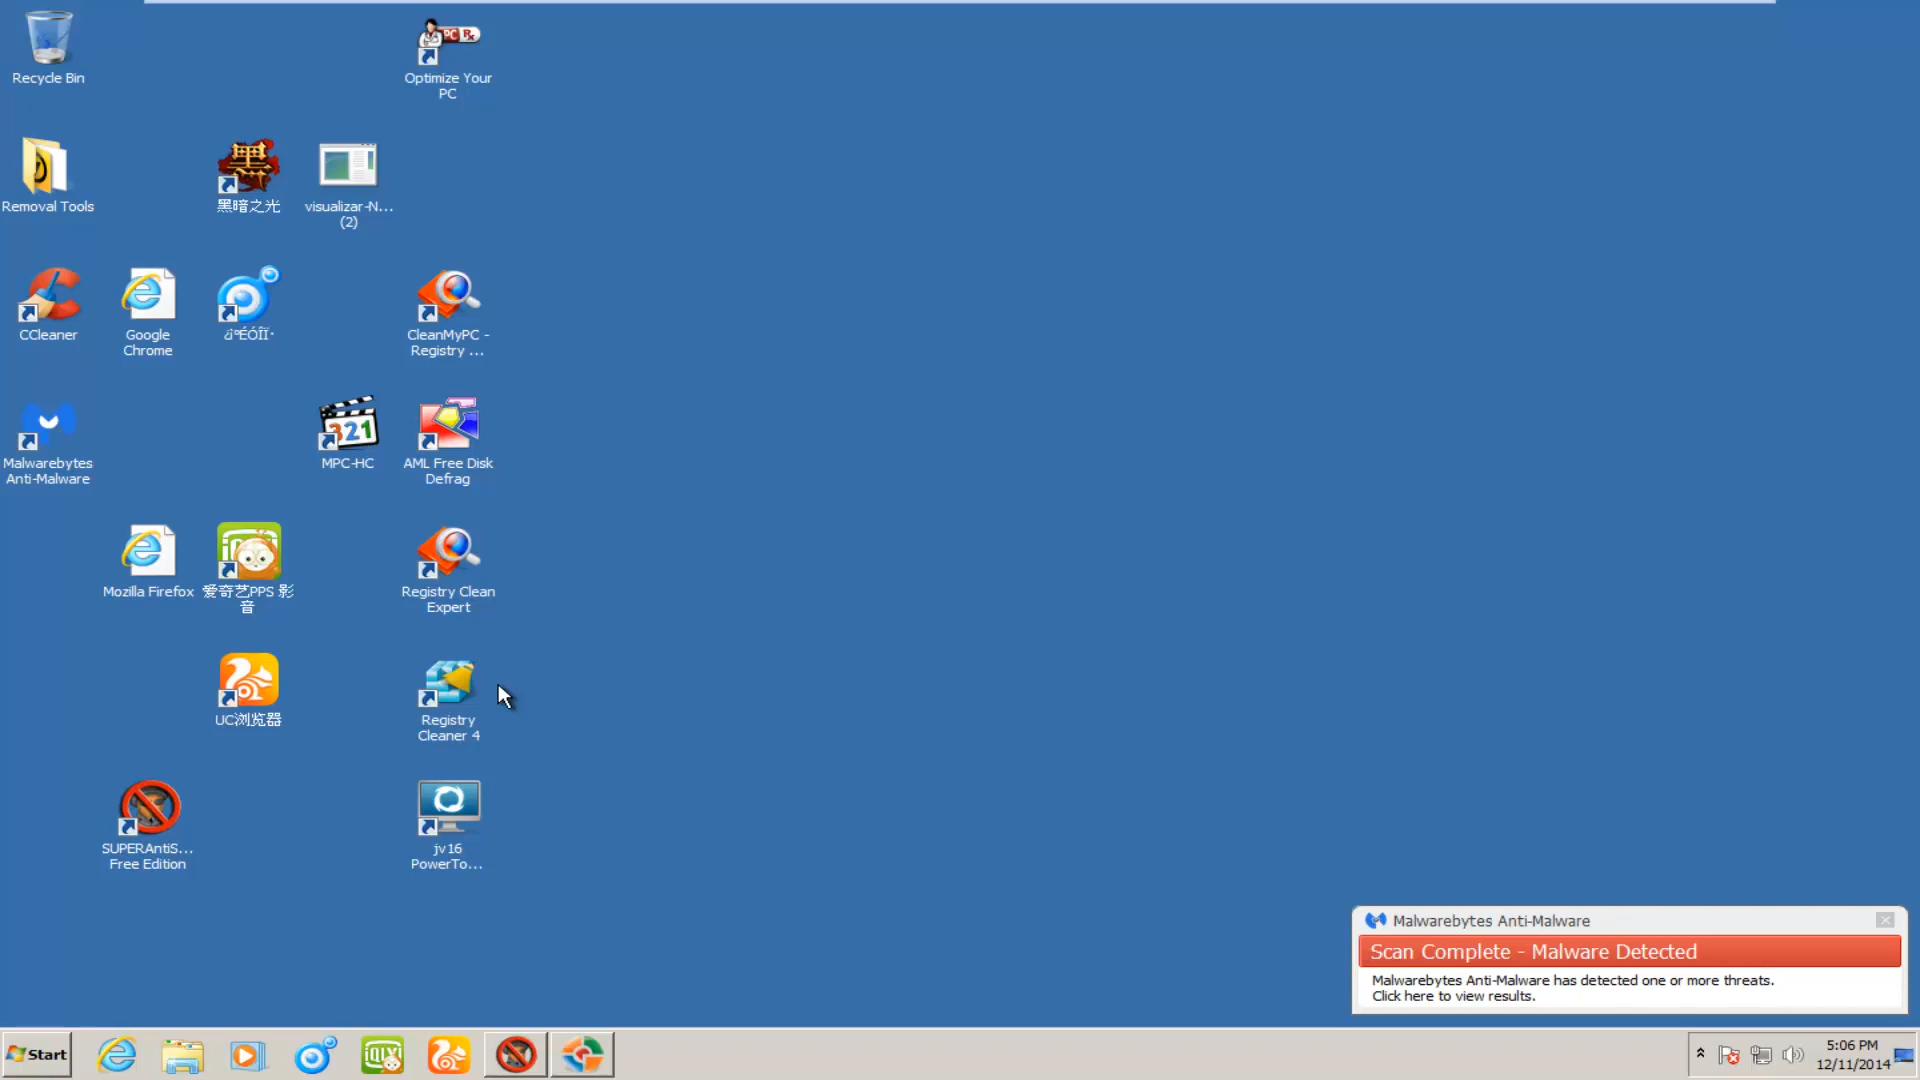 Recycle Bin
Optimize Your
PC
Removal Tools
黑暗之光
visualizar-N...
(2)
CCleaner
Google
Chrome
CleanMyPC -
Registry ...
Malwarebytes
Anti-Malware
MPC-HC
321
AML Free Disk
Defrag
Mozilla Firefox
爱奇艺PPS 影
音
Registry Clean
Expert
UC浏览器
Registry
Cleaner 4
SUPERAntiS...
Free Edition
jv16
PowerTo...
Malwarebytes Anti-Malware
Scan Complete - Malware Detected
Malwarebytes Anti-Malware has detected one or more threats.
Click here to view results.
Start
5:06 PM
12/11/2014